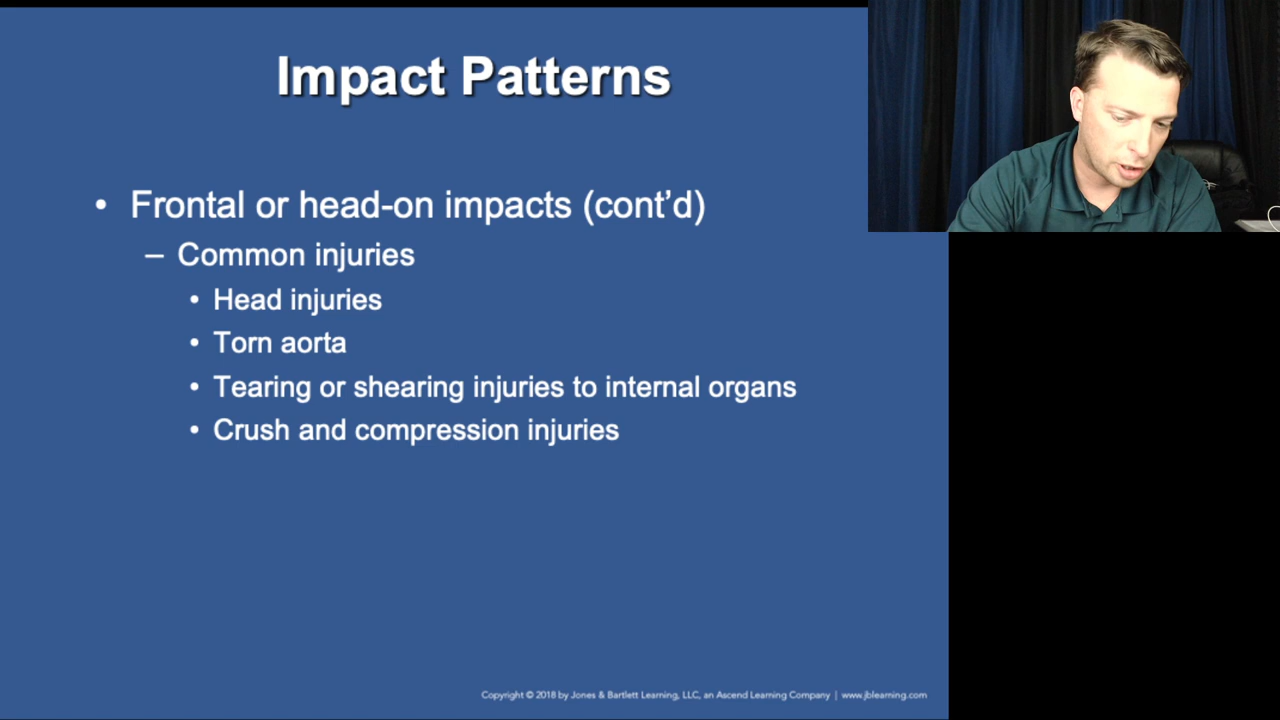 Impact Patterns
• Frontal or head-on impacts (cont’d)
– Common injuries
• Head injuries
• Torn aorta
• Tearing or shearing injuries to internal organs
• Crush and compression injuries
Copyright © 2018 by Jones & Bartlett Learning, LLC, an Ascend Learning Company | www.jblearning.com